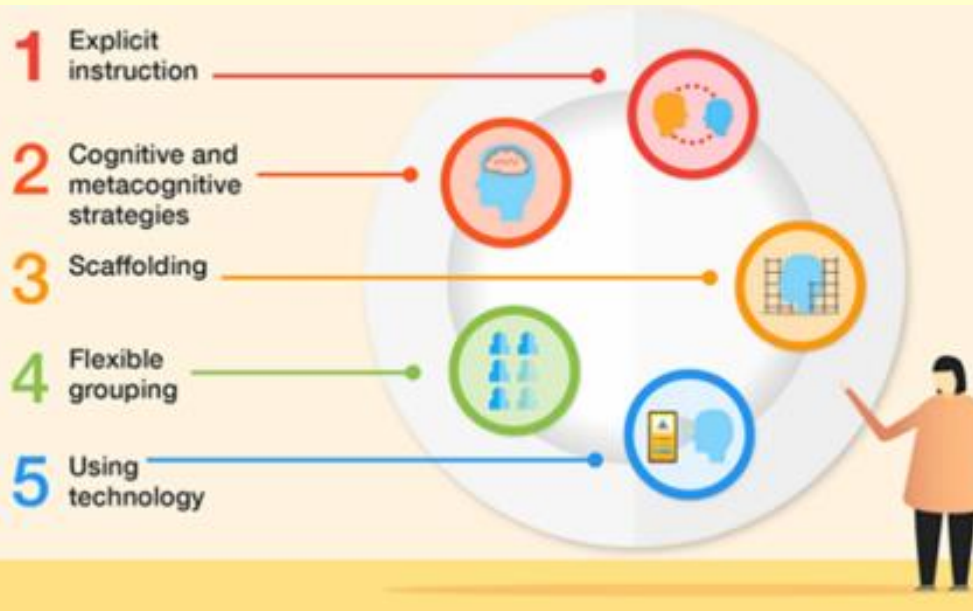 1 Explicit
instruction
2 Cognitive and
metacognitive
strategies
3 Scaffolding
4 Flexible
grouping
5 Using
technology